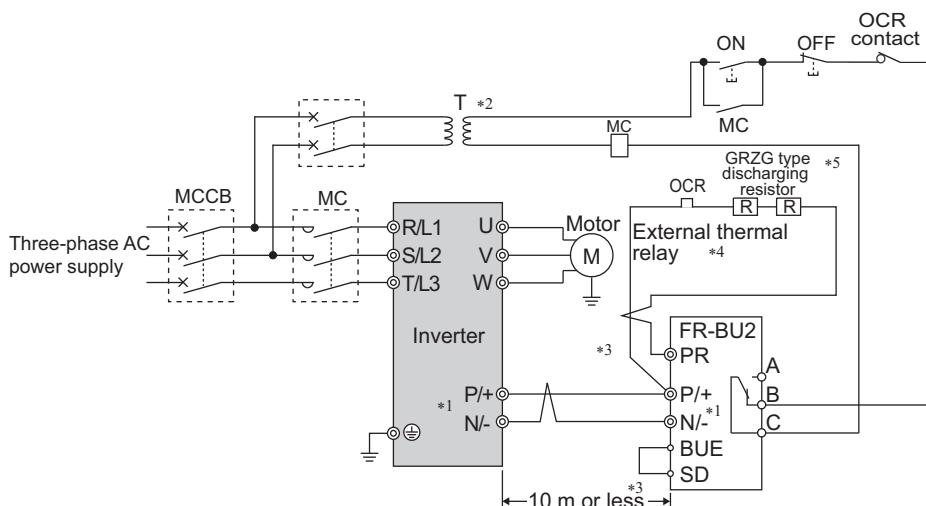 OCR
contact
ON
OFF
T *2
MC
MC
GRZG type
discharging
resistor
*5
MCCB
MC
OCR
R
R
Three-phase AC
power supply
R/L1
S/L2
T/L3
U
V
W
Motor
M
External thermal
relay *4
Inverter
FR-BU2
*3
PR
A
*1
P/+
P/+
B
N/-
N/-
*1
C
BUE
SD
*3
10 m or less